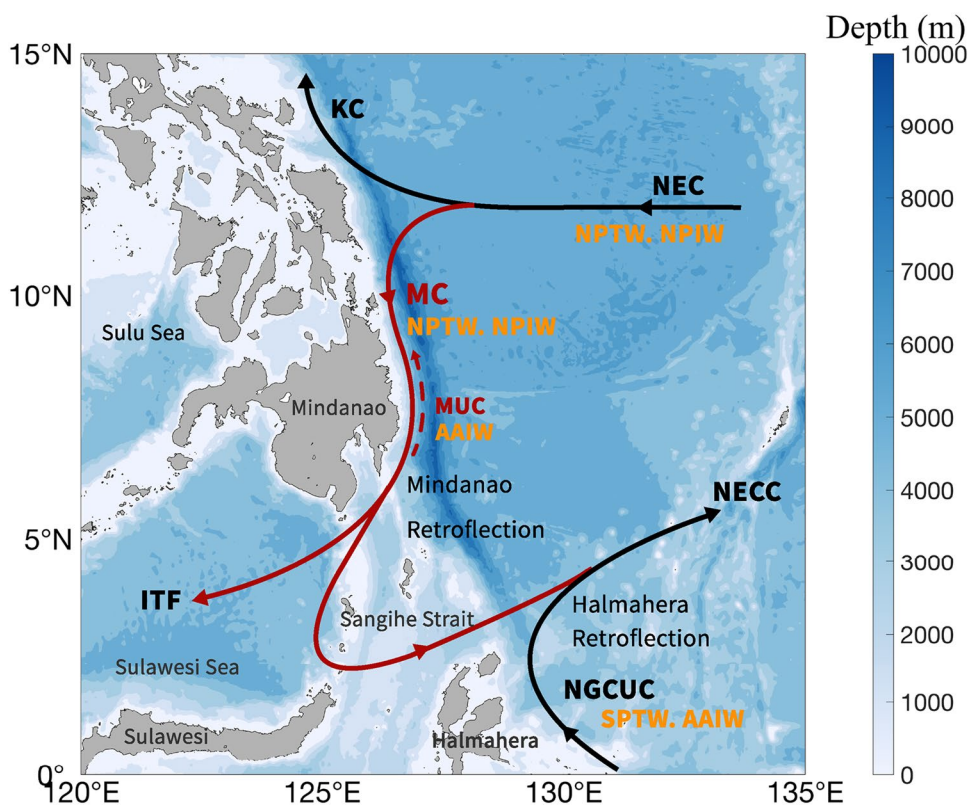 Depth (m)
15°N
10000
KC
9000
NEC
8000
NPTW. NPIW
7000
10°N
MC
NPTW. NPIW
Sulu Sea
6000
Mindanao
MUC
5000
AAIW
Mindanao
NECC
4000
Retroflection
5°N
3000
ITF
Halmahera
Sangihe Strait
Retroflection
2000
Sulawesi Sea
NGCUC
1000
SPTW. AAIW
Sulawesi
Halmahera
0°
0
120°E
125°E
130°E
135°E